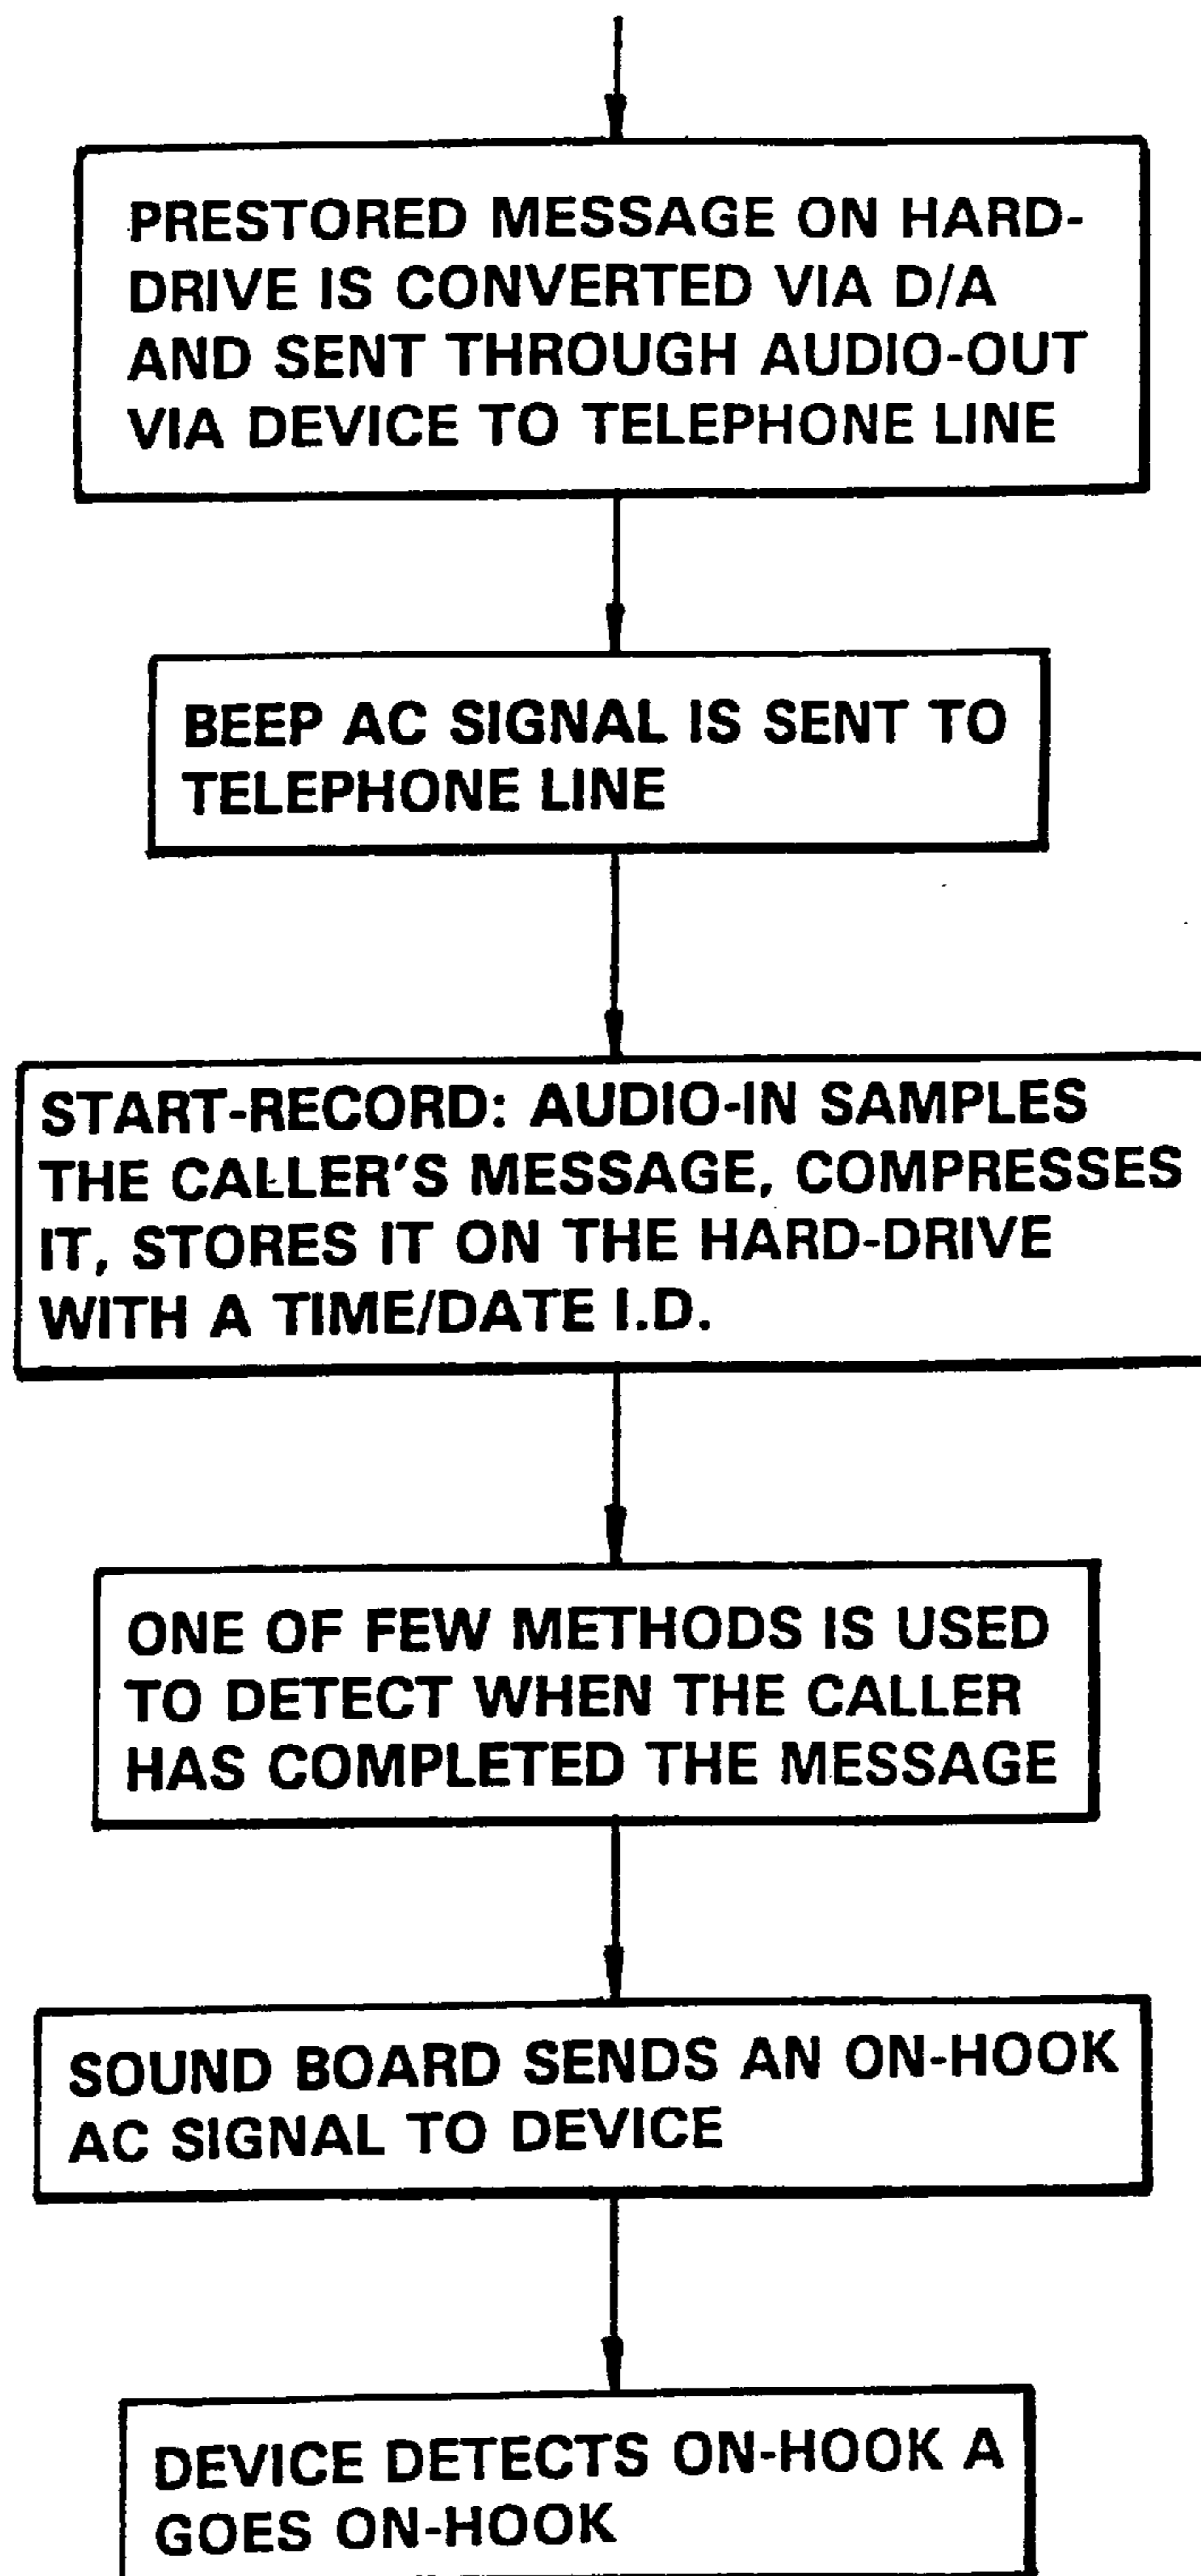 PRESTORED MESSAGE ON HARD-
DRIVE IS CONVERTED VIA D/A
AND SENT THROUGH AUDIO-OUT
VIA DEVICE TO TELEPHONE LINE
BEEP AC SIGNAL IS SENT TO
TELEPHONE LINE
START-RECORD: AUDIO-IN SAMPLES
THE CALLER'S MESSAGE, COMPRESSES
IT, STORES IT ON THE HARD-DRIVE
WITH A TIME/DATE I.D.
ONE OF FEW METHODS IS USED
TO DETECT WHEN THE CALLER
HAS COMPLETED THE MESSAGE
SOUND BOARD SENDS AN ON-HOOK
AC SIGNAL TO DEVICE
DEVICE DETECTS ON-HOOK A
GOES ON-HOOK